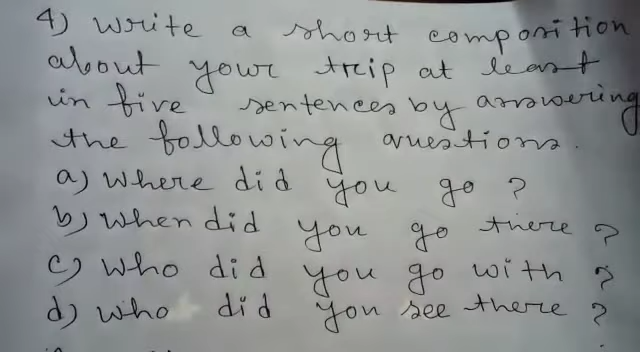 4) Write a short composition
about your trip at least
in five sentences by answering
the following questions.
a) Where did you go ?
b) When did you go there ?
c) Who did you go with ?
d) Who did you see there ?